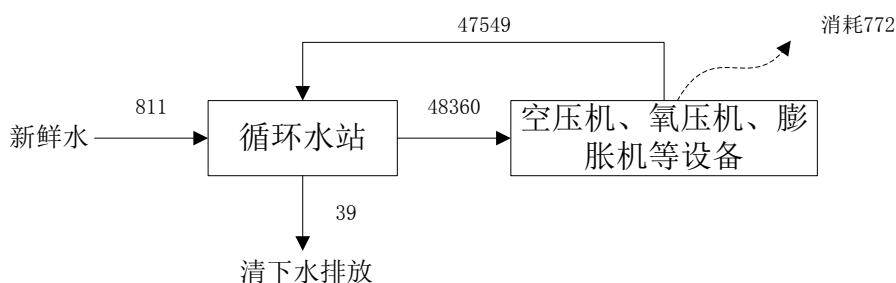 47549
消耗772
811
48360
新鲜水
循环水站
空压机、氧压机、膨
胀机等设备
39
清下水排放